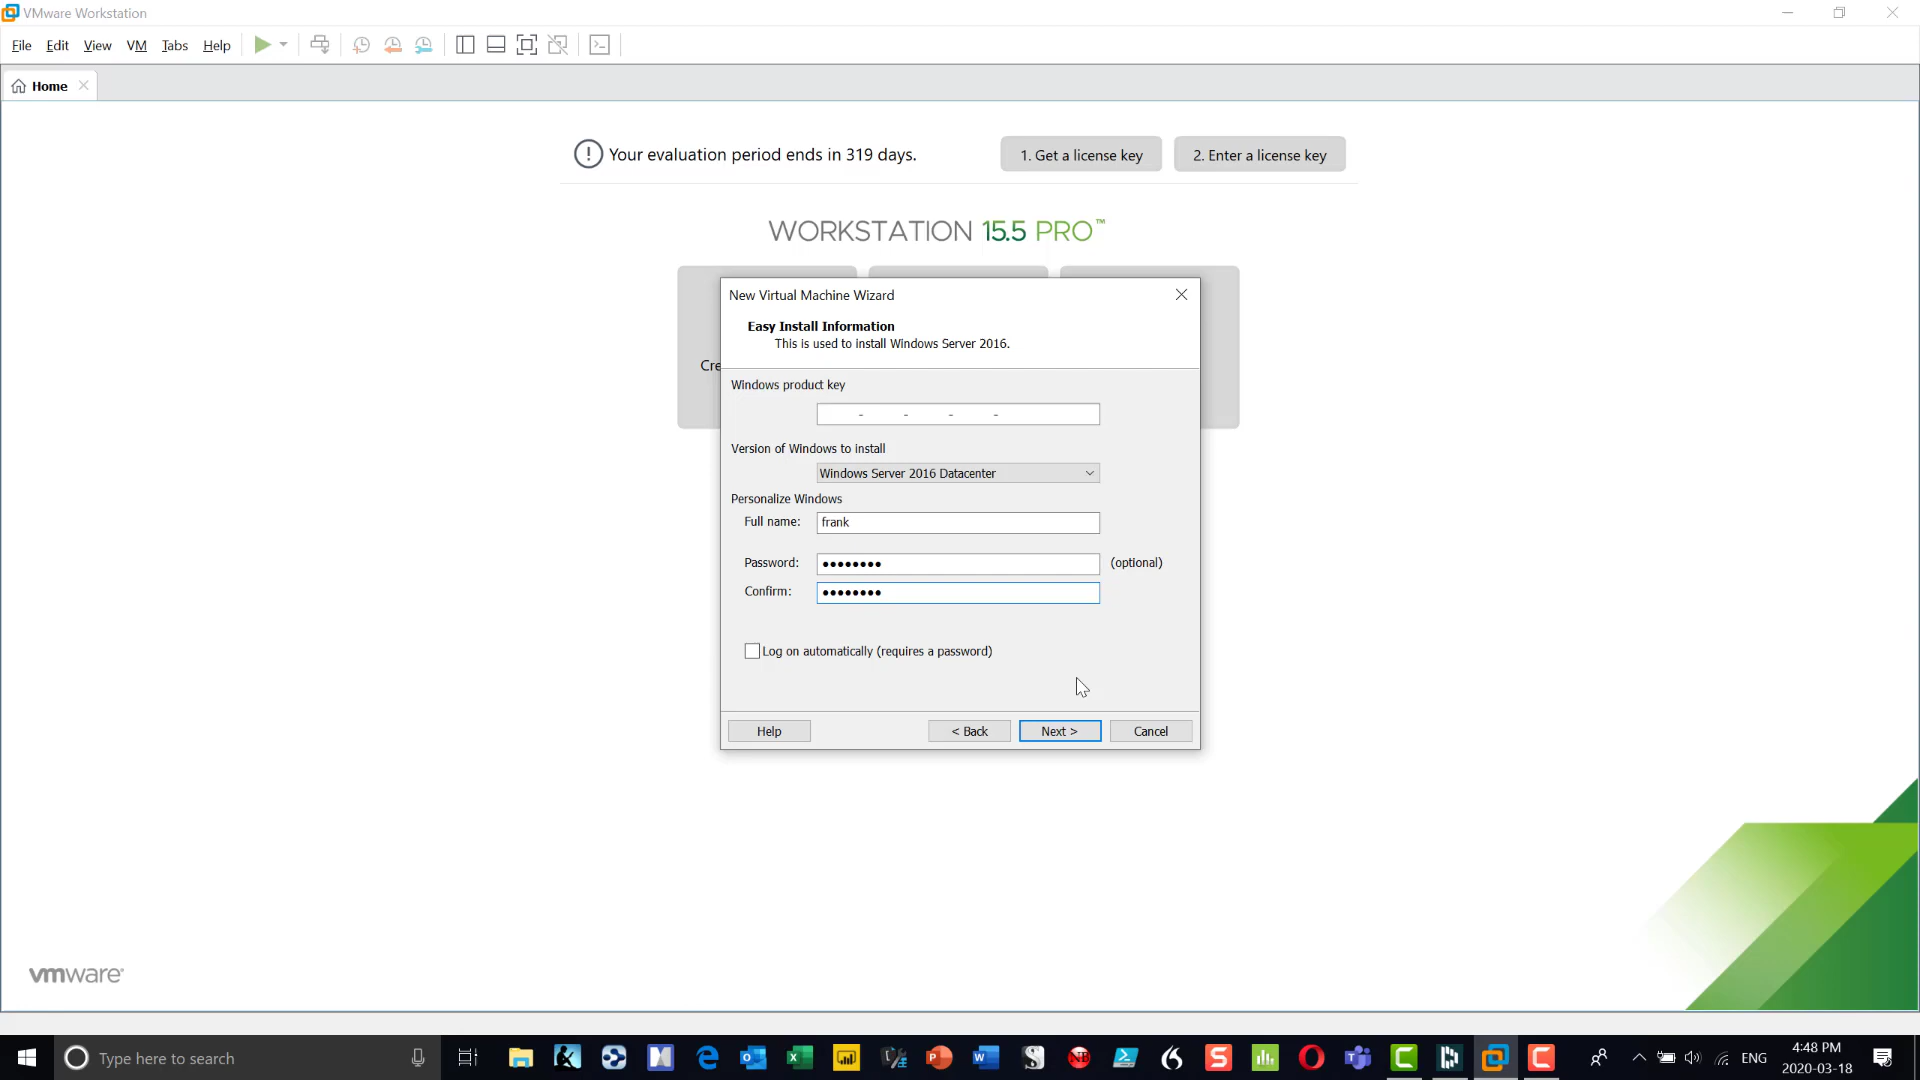 VMware Workstation
File Edit View VM Tabs Help
Home
Your evaluation period ends in 319 days.
1. Get a license key
2. Enter a license key
WORKSTATION 15.5 PRO™
Cre
New Virtual Machine Wizard
Easy Install Information
This is used to install Windows Server 2016.
Windows product key
- - - -
Version of Windows to install
Windows Server 2016 Datacenter
Personalize Windows
Full name: frank
Password: ●●●●●●●● (optional)
Confirm: ●●●●●●●●
Log on automatically (requires a password)
Help < Back Next > Cancel
vmware®
Type here to search
ENG
4:48 PM
2020-03-18